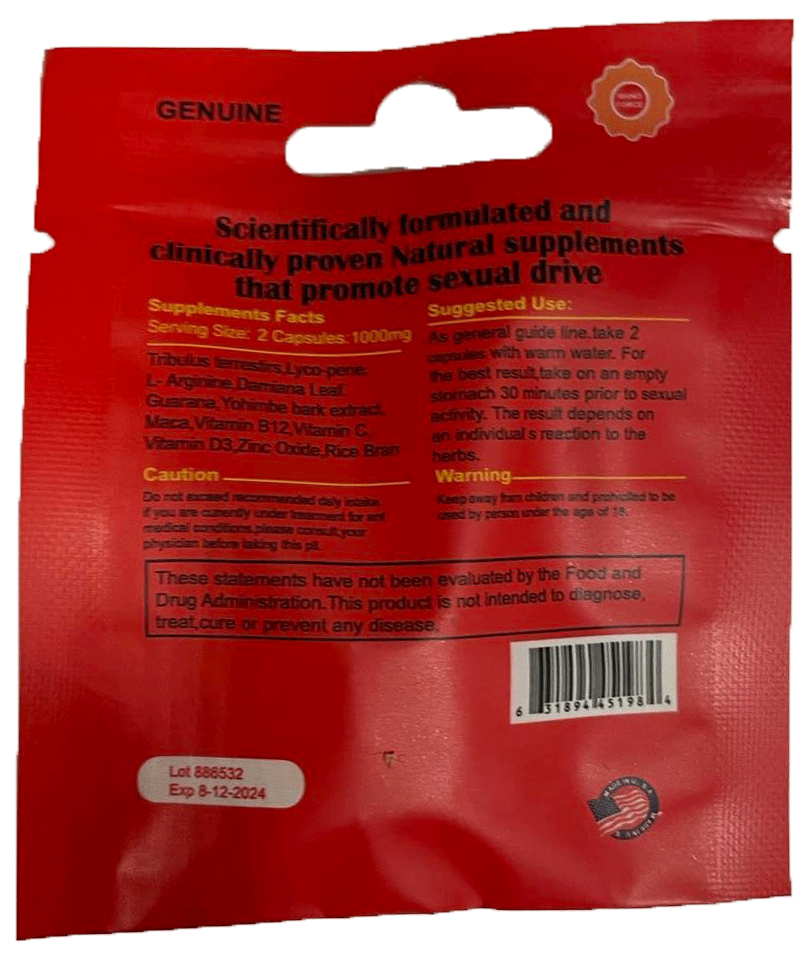 GENUINE
Scientifically formulated and
clinically proven Natural supplements
that promote sexual drive
Supplements Facts
Serving Size: 2 Capsules:1000mg
Tribulus terrestirs,Lyco-pene,
L- Arginine,Damiana Leaf,
Guarana,Yohimbe bark extract,
Maca,Vitamin B12,Vitamin C,
Vitamin D3,Zinc Oxide,Rice Bran
Caution
Do not exceed recommended daily intake.
if you are currently under treatment for
medical conditions,please consult,your
physician before taking this pil.
Suggested Use:
As general guide line,take 2
capsules with warm water. For
the best result,take on an empty
stomach 30 minutes prior to sexual
activity. The result depends on
an individual s reaction to the
herbs.
Warning
Keep away from children and prohibited to be
used by person under the age of 18.
These statements have not been evaluated by the Food and
Drug Administration.This product is not intended to diagnose,
treat,cure or prevent any disease.
6 31894 45198 4
Lot 886532
Exp 8-12-2024
MADE IN U.S.A